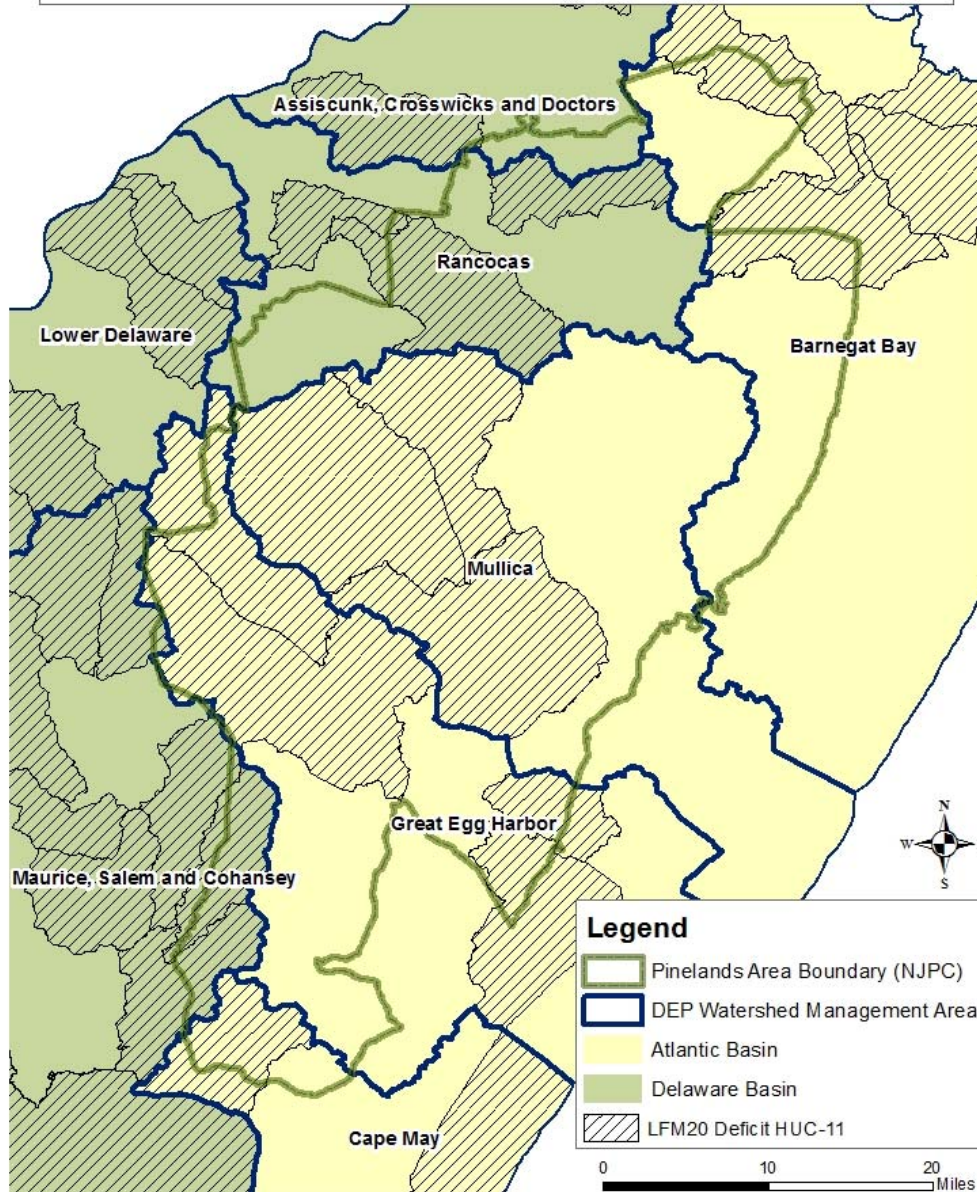 Assiscunk, Crosswicks and Doctors
Rancocas
Lower Delaware
Barnegat Bay
Mullica
Great Egg Harbor
Maurice, Salem and Cohansey
Cape May
N
W
S
Legend
Pinelands Area Boundary (NJPC)
DEP Watershed Management Area
Atlantic Basin
Delaware Basin
LFM20 Deficit HUC-11
0 10 20
Miles